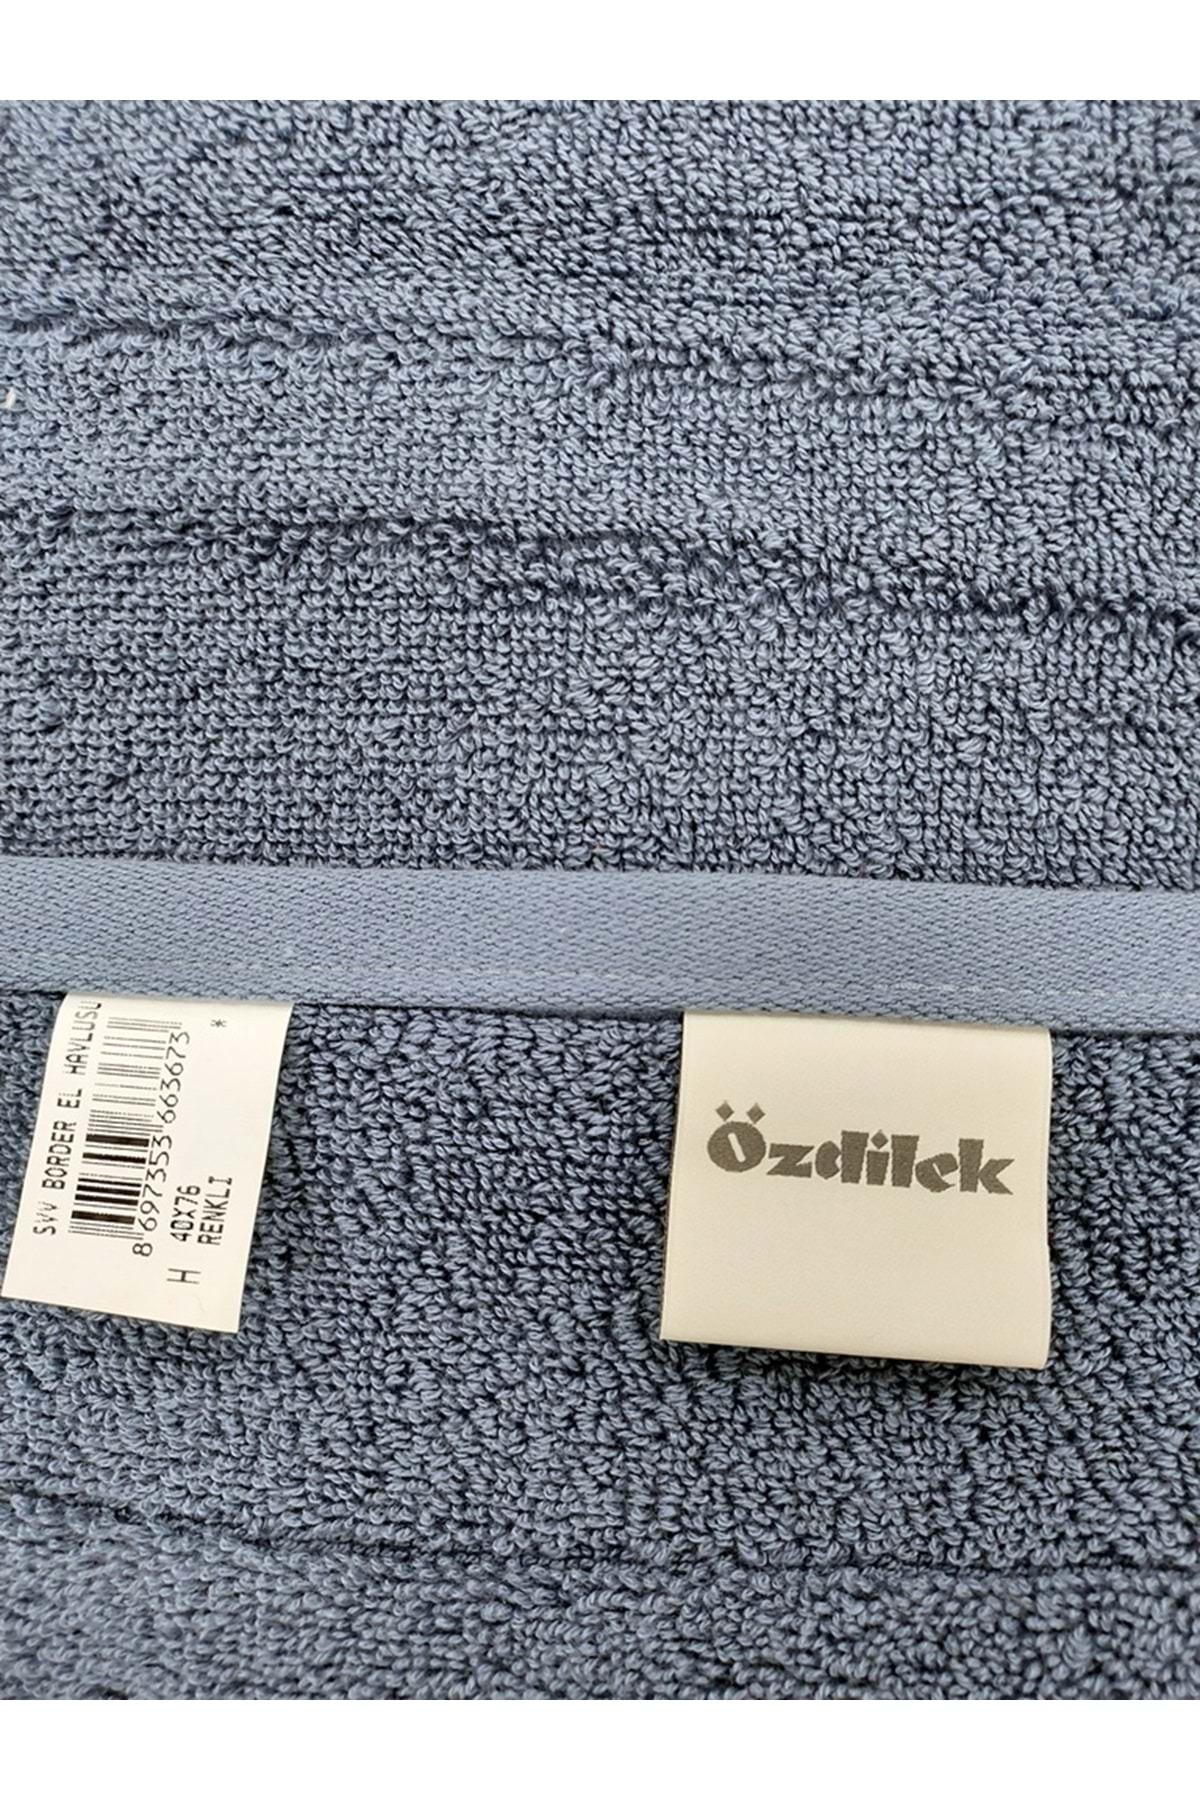 SVV BORDER EL HAVLUSU
8 697353 663673 *
H 40X76
RENKLI
Özdilek